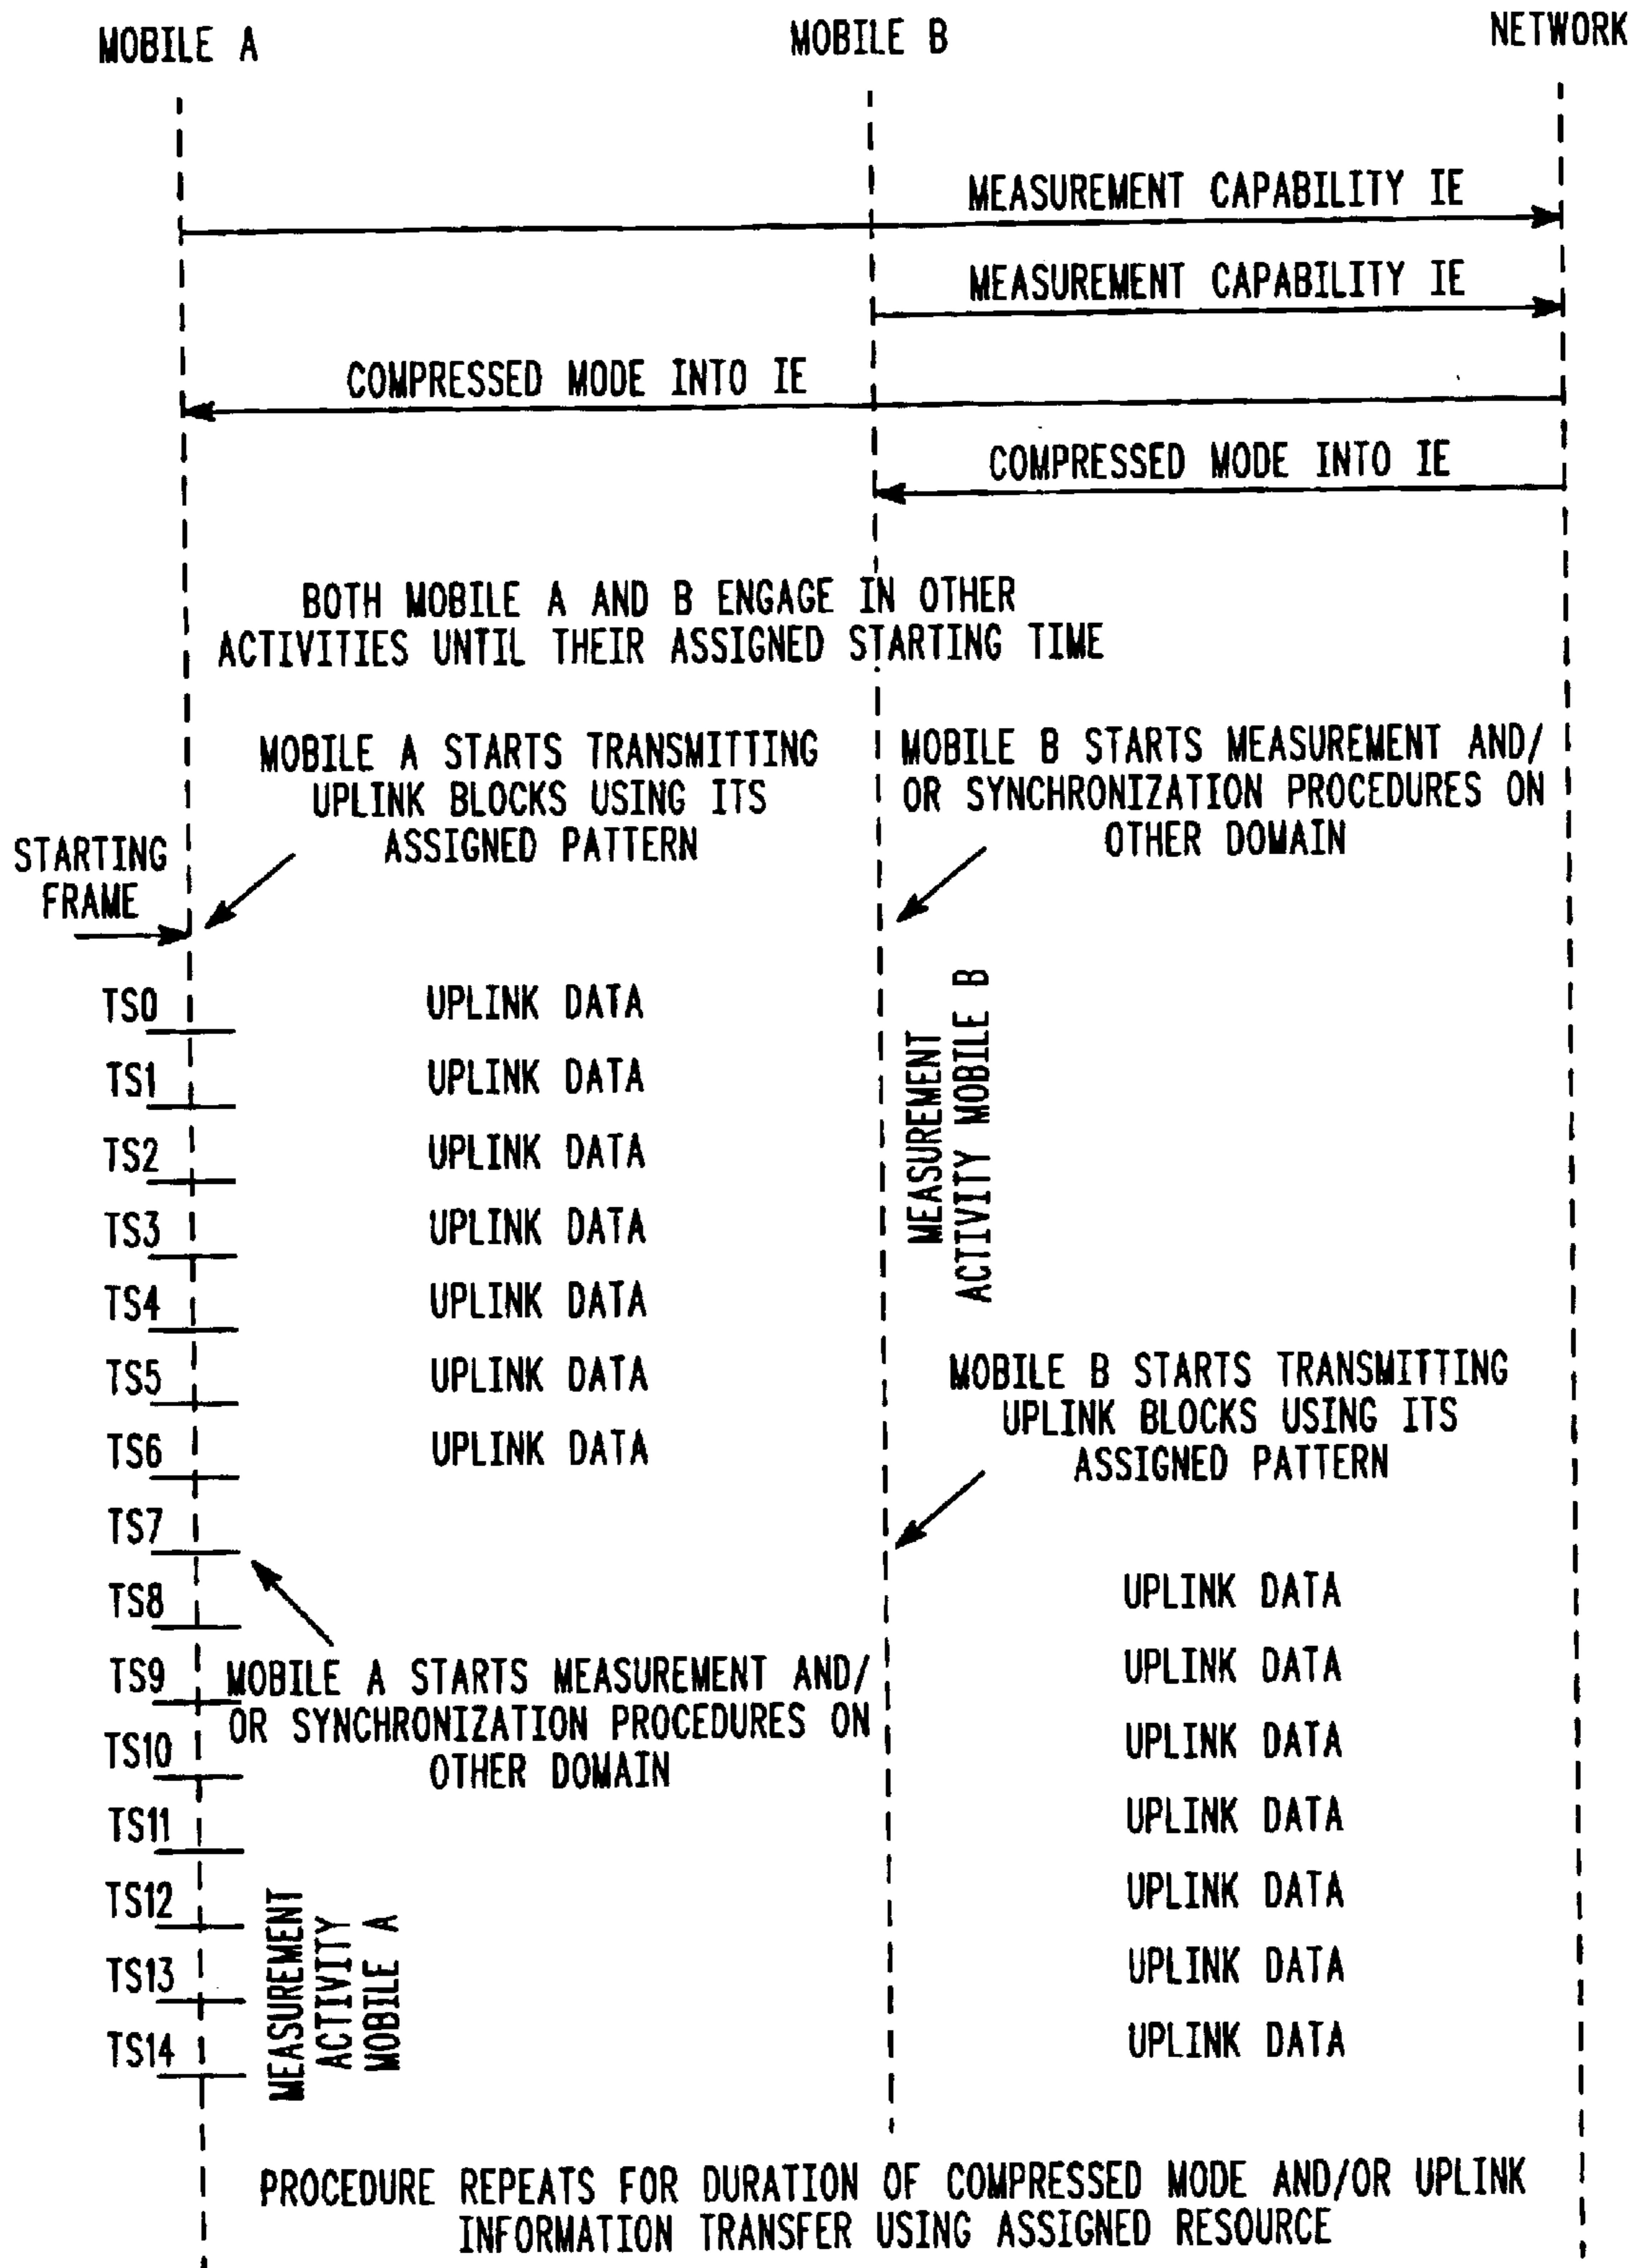 MOBILE A
MOBILE B
NETWORK
MEASUREMENT CAPABILITY IE
MEASUREMENT CAPABILITY IE
COMPRESSED MODE INTO IE
COMPRESSED MODE INTO IE
BOTH MOBILE A AND B ENGAGE IN OTHER
ACTIVITIES UNTIL THEIR ASSIGNED STARTING TIME
MOBILE A STARTS TRANSMITTING
UPLINK BLOCKS USING ITS
ASSIGNED PATTERN
MOBILE B STARTS MEASUREMENT AND/
OR SYNCHRONIZATION PROCEDURES ON
OTHER DOMAIN
STARTING
FRAME
TS0
UPLINK DATA
TS1
UPLINK DATA
TS2
UPLINK DATA
TS3
UPLINK DATA
TS4
UPLINK DATA
TS5
UPLINK DATA
TS6
UPLINK DATA
MEASUREMENT
ACTIVITY MOBILE B
MOBILE B STARTS TRANSMITTING
UPLINK BLOCKS USING ITS
ASSIGNED PATTERN
TS7
TS8
UPLINK DATA
TS9
UPLINK DATA
MOBILE A STARTS MEASUREMENT AND/
OR SYNCHRONIZATION PROCEDURES ON
OTHER DOMAIN
TS10
UPLINK DATA
TS11
UPLINK DATA
TS12
UPLINK DATA
TS13
UPLINK DATA
TS14
UPLINK DATA
MEASUREMENT
ACTIVITY
MOBILE A
PROCEDURE REPEATS FOR DURATION OF COMPRESSED MODE AND/OR UPLINK
INFORMATION TRANSFER USING ASSIGNED RESOURCE